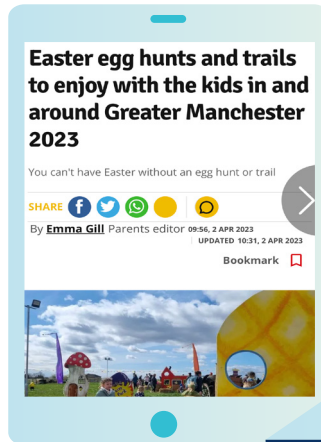 Easter egg hunts and trails
to enjoy with the kids in and
around Greater Manchester
2023
You can't have Easter without an egg hunt or trail
SHARE
By Emma Gill Parents editor 09:56, 2 APR 2023
UPDATED 10:31, 2 APR 2023
Bookmark